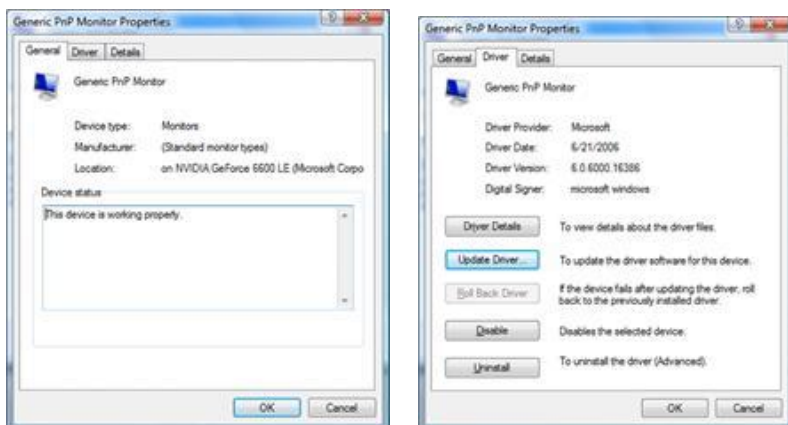 Generic PnP Monitor Properties
General Driver Details
Generic PnP Monitor
Device type: Monitors
Manufacturer: (Standard monitor types)
Location: on NVIDIA GeForce 6600 LE (Microsoft Corpo
Device status
This device is working properly.
OK Cancel
Generic PnP Monitor Properties
General Driver Details
Generic PnP Monitor
Driver Provider: Microsoft
Driver Date: 6/21/2006
Driver Version: 6.0.6000.16386
Digital Signer: microsoft windows
Driver Details To view details about the driver files.
Update Driver... To update the driver software for this device.
Roll Back Driver If the device fails after updating the driver, roll
back to the previously installed driver.
Disable Disables the selected device.
Uninstall To uninstall the driver (Advanced).
OK Cancel